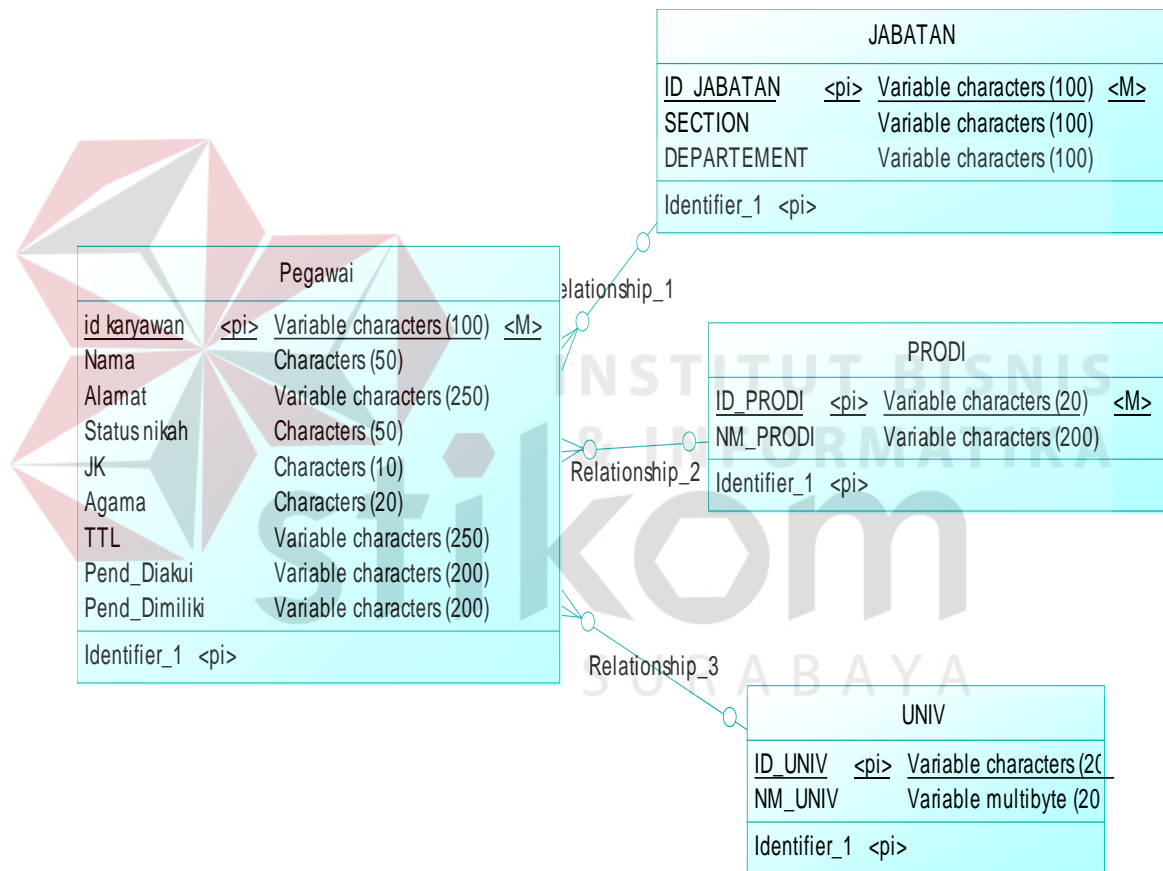 JABATAN
ID_JABATAN <pi> Variable characters (100) <M>
SECTION Variable characters (100)
DEPARTEMENT Variable characters (100)
Identifier_1 <pi>
Pegawai
id karyawan <pi> Variable characters (100) <M>
Nama Characters (50)
Alamat Variable characters (250)
Status nikah Characters (50)
JK Characters (10)
Agama Characters (20)
TTL Variable characters (250)
Pend_Diakui Variable characters (200)
Pend_Dimiliki Variable characters (200)
Identifier_1 <pi>
elationship_1
PRODI
ID_PRODI <pi> Variable characters (20) <M>
NM_PRODI Variable characters (200)
Identifier_1 <pi>
Relationship_2
Relationship_3
UNIV
ID_UNIV <pi> Variable characters (20
NM_UNIV Variable multibyte (20
Identifier_1 <pi>
INSTITUT BISNIS
& INFORMATIKA
stikom
SURABAYA